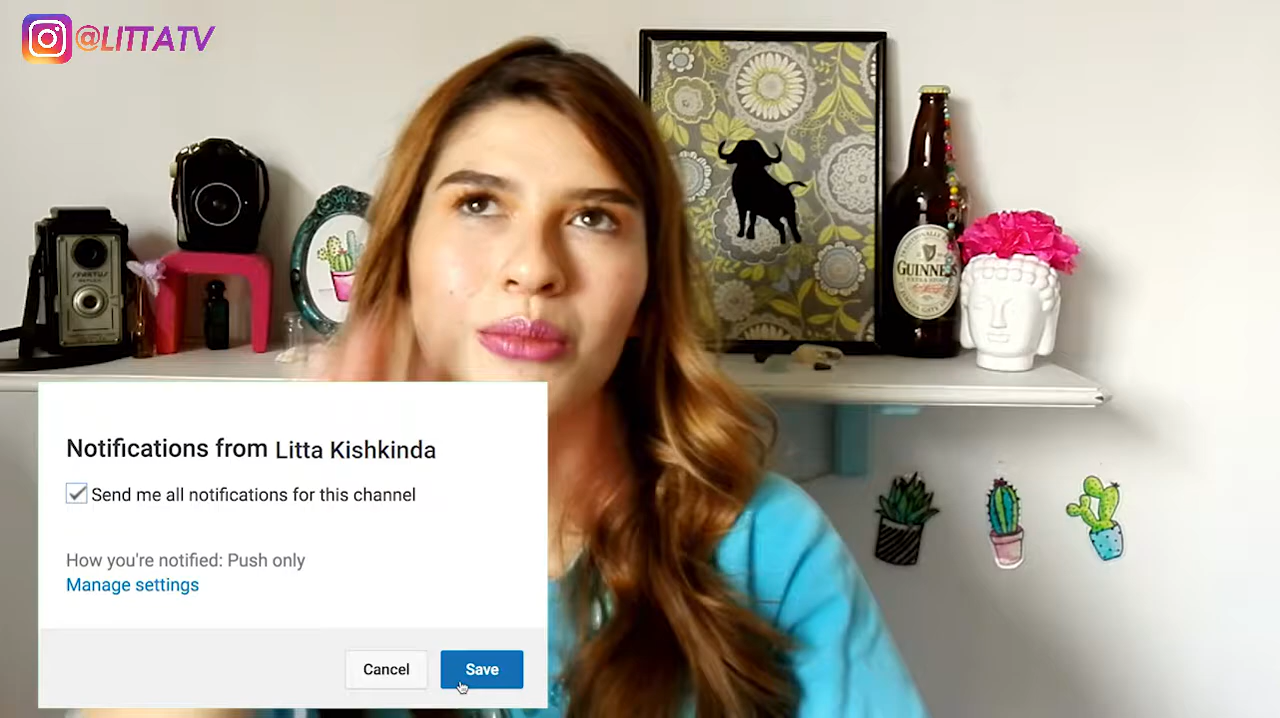 @LITTATV
SPARTUS
GUINNESS
Notifications from Litta Kishkinda
Send me all notifications for this channel
How you're notified: Push only
Manage settings
Cancel
Save